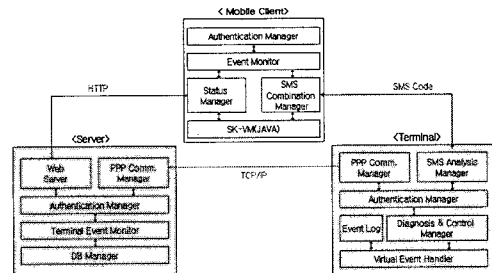 < Mobile Client>
Authentication Manager
Event Monitor
Status
Manager
SMS
Combination
Manager
SK-VM(JAVA)
HTTP
SMS Code
<Server>
Web
Server
PPP Comm.
Manager
Authentication Manager
Terminal Event Monitor
DB Manager
TCP/IP
<Terminal>
PPP Comm.
Manager
SMS Analysis
Manager
Authentication Manager
Event Log
Diagnosis & Control
Manager
Virtual Event Handler